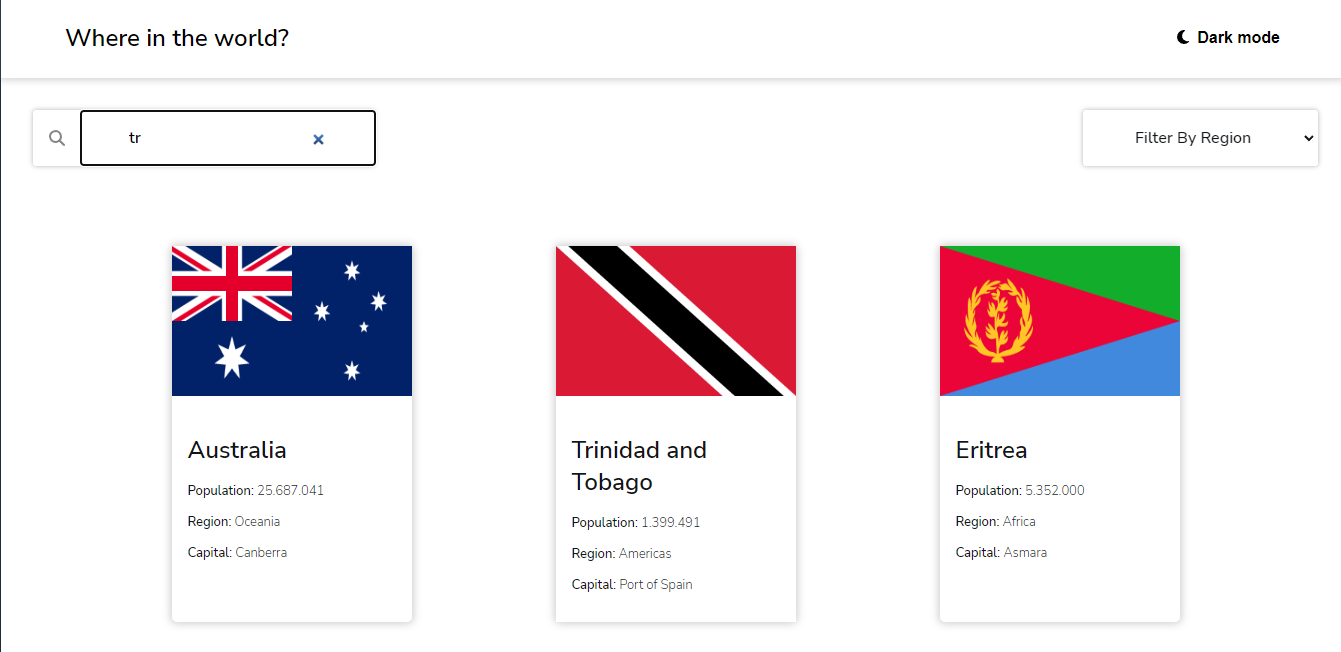 Where in the world?
Dark mode
tr
Filter By Region
Australia
Population: 25.687.041
Region: Oceania
Capital: Canberra
Trinidad and
Tobago
Population: 1.399.491
Region: Americas
Capital: Port of Spain
Eritrea
Population: 5.352.000
Region: Africa
Capital: Asmara